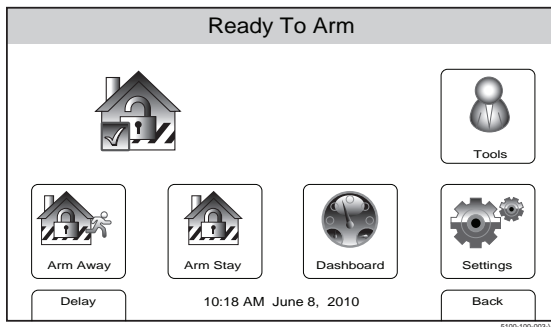 Ready To Arm
Tools
Arm Away
Arm Stay
Dashboard
Settings
Delay
10:18 AM June 8, 2010
Back